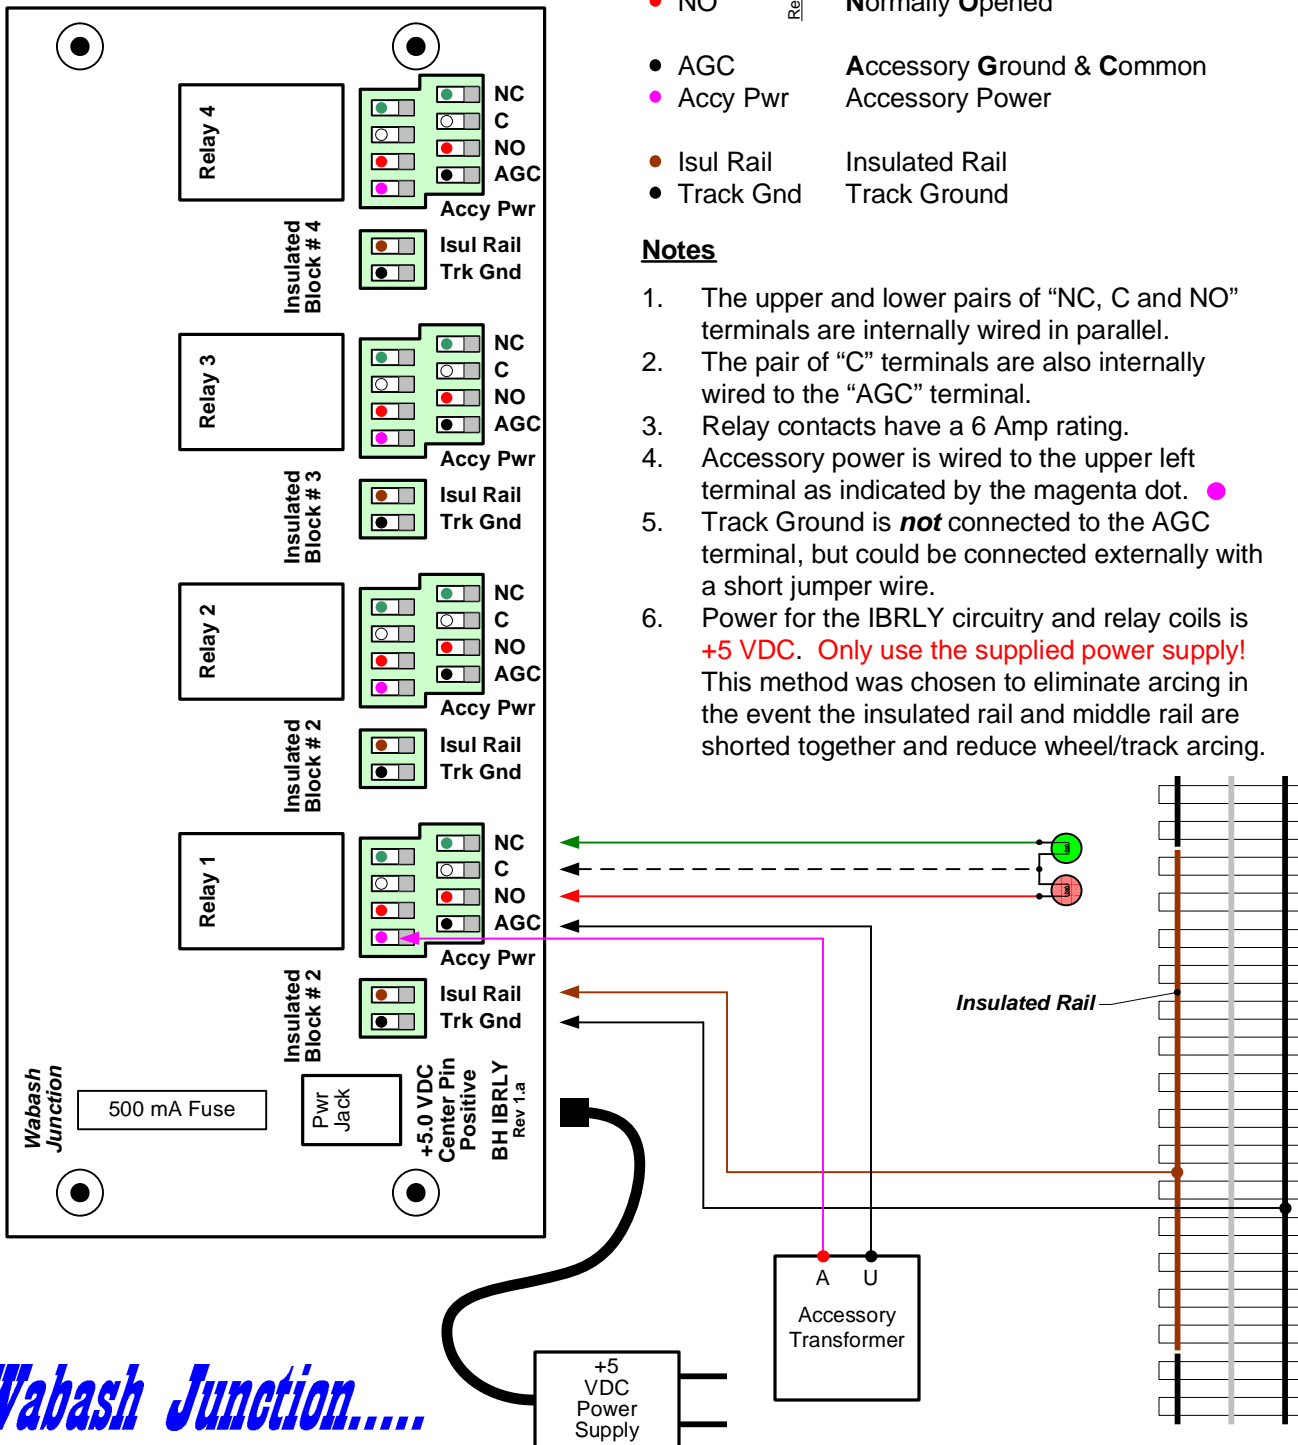 NO Normally Opened
AGC Accessory Ground & Common
Accy Pwr Accessory Power
Isul Rail Insulated Rail
Track Gnd Track Ground
Notes
1. The upper and lower pairs of “NC, C and NO”
terminals are internally wired in parallel.
2. The pair of “C” terminals are also internally
wired to the “AGC” terminal.
3. Relay contacts have a 6 Amp rating.
4. Accessory power is wired to the upper left
terminal as indicated by the magenta dot.
5. Track Ground is not connected to the AGC
terminal, but could be connected externally with
a short jumper wire.
6. Power for the IBRLY circuitry and relay coils is
+5 VDC. Only use the supplied power supply!
This method was chosen to eliminate arcing in
the event the insulated rail and middle rail are
shorted together and reduce wheel/track arcing.
Relay 4
NC
C
NO
AGC
Accy Pwr
Insulated
Block # 4
Isul Rail
Trk Gnd
Relay 3
NC
C
NO
AGC
Accy Pwr
Insulated
Block # 3
Isul Rail
Trk Gnd
Relay 2
NC
C
NO
AGC
Accy Pwr
Insulated
Block # 2
Isul Rail
Trk Gnd
Relay 1
NC
C
NO
AGC
Accy Pwr
Insulated
Block # 2
Isul Rail
Trk Gnd
Insulated Rail
Wabash
Junction
500 mA Fuse
Pwr
Jack
+5.0 VDC
Center Pin
Positive
BH IBRLY
Rev 1.a
A U
Accessory
Transformer
+5
VDC
Power
Supply
Wabash Junction.....